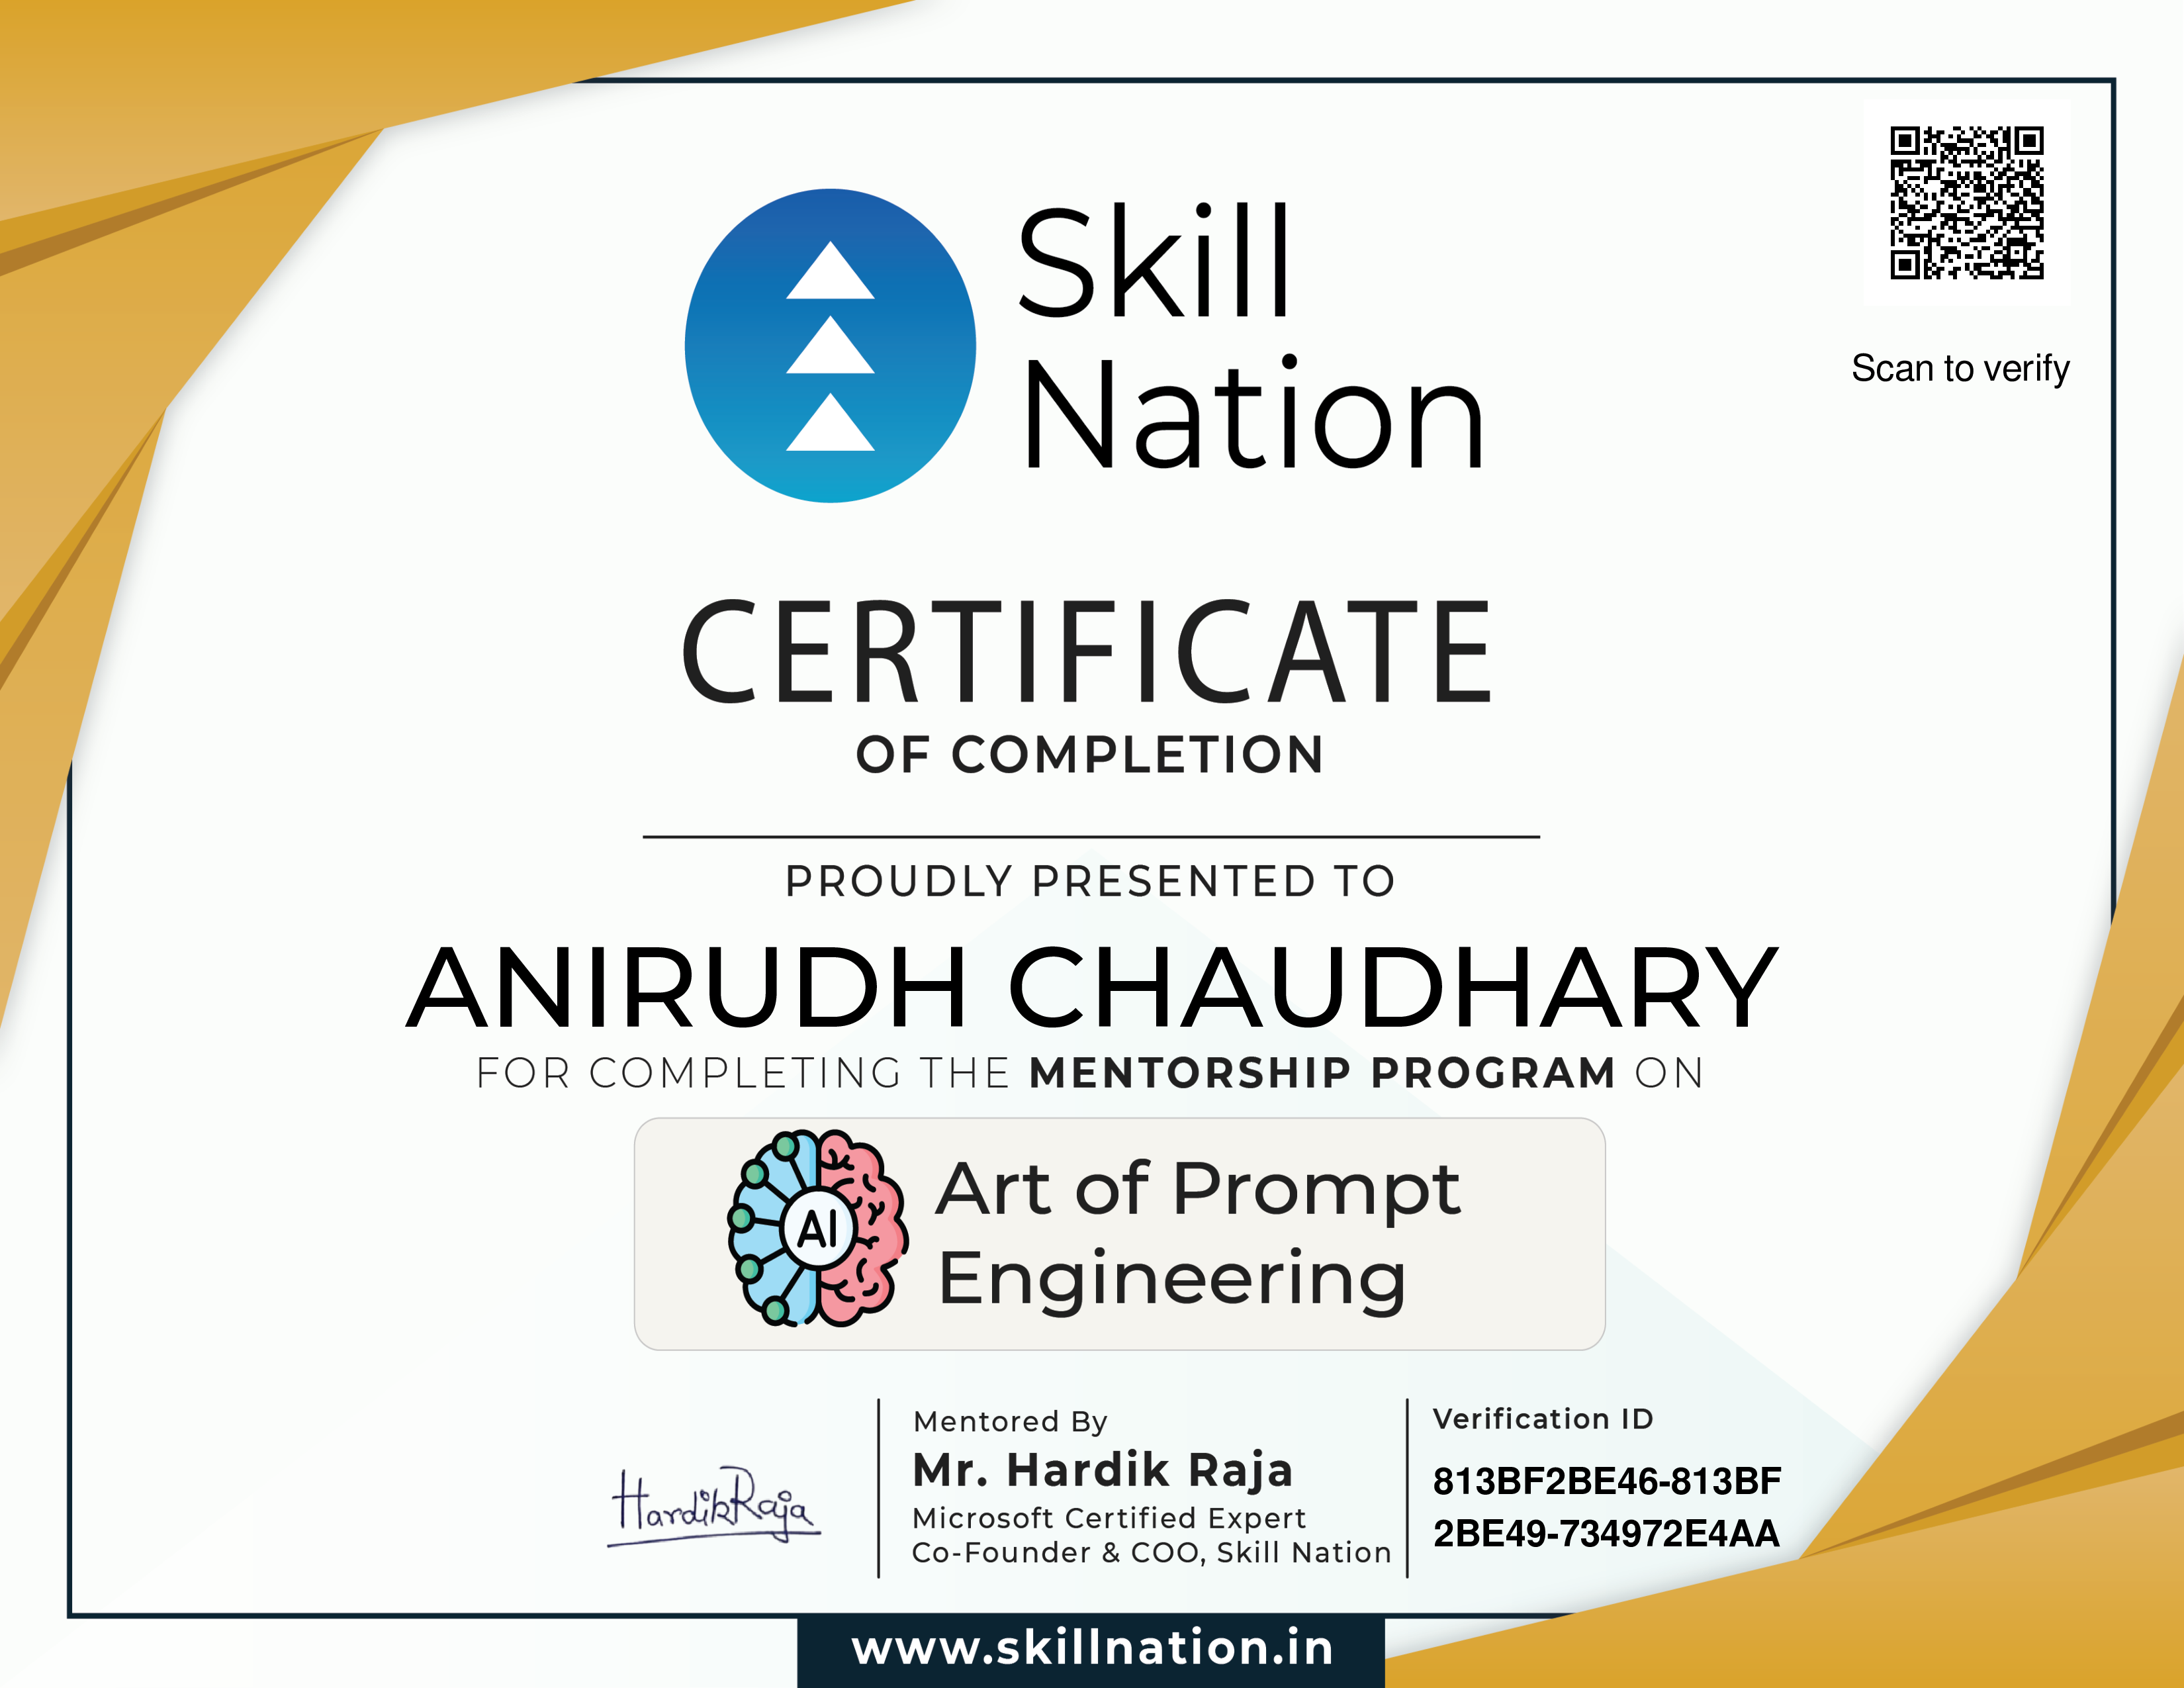 Skill
Nation
Scan to verify
CERTIFICATE
OF COMPLETION
PROUDLY PRESENTED TO
ANIRUDH CHAUDHARY
FOR COMPLETING THE MENTORSHIP PROGRAM ON
AI
Art of Prompt
Engineering
HardikRaja
Mentored By
Mr. Hardik Raja
Microsoft Certified Expert
Co-Founder & COO, Skill Nation
Verification ID
813BF2BE46-813BF
2BE49-734972E4AA
www.skillnation.in